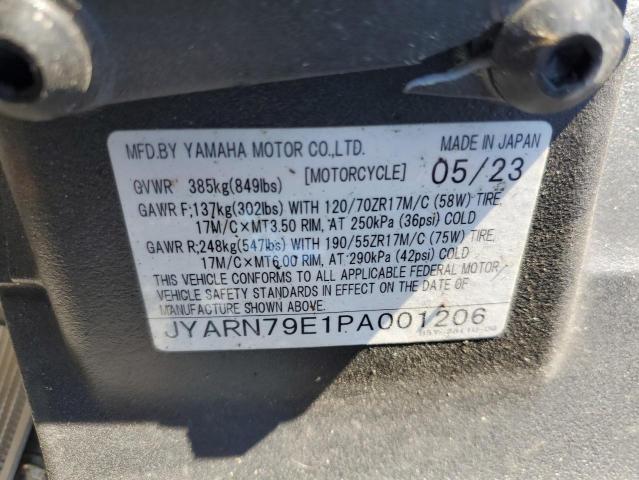 MFD.BY YAMAHA MOTOR CO.,LTD. MADE IN JAPAN
GVWR 385kg(849lbs) [MOTORCYCLE] 05/23
GAWR F;137kg(302lbs) WITH 120/70ZR17M/C (58W) TIRE,
17M/C×MT3.50 RIM, AT 250kPa (36psi) COLD
GAWR R;248kg(547lbs) WITH 190/55ZR17M/C (75W) TIRE,
17M/C×MT6.00 RIM, AT 290kPa (42psi) COLD
THIS VEHICLE CONFORMS TO ALL APPLICABLE FEDERAL MOTOR
VEHICLE SAFETY STANDARDS IN EFFECT ON THE DATE OF
MANUFACTURE SHOWN ABOVE.
JYARN79E1PA001206